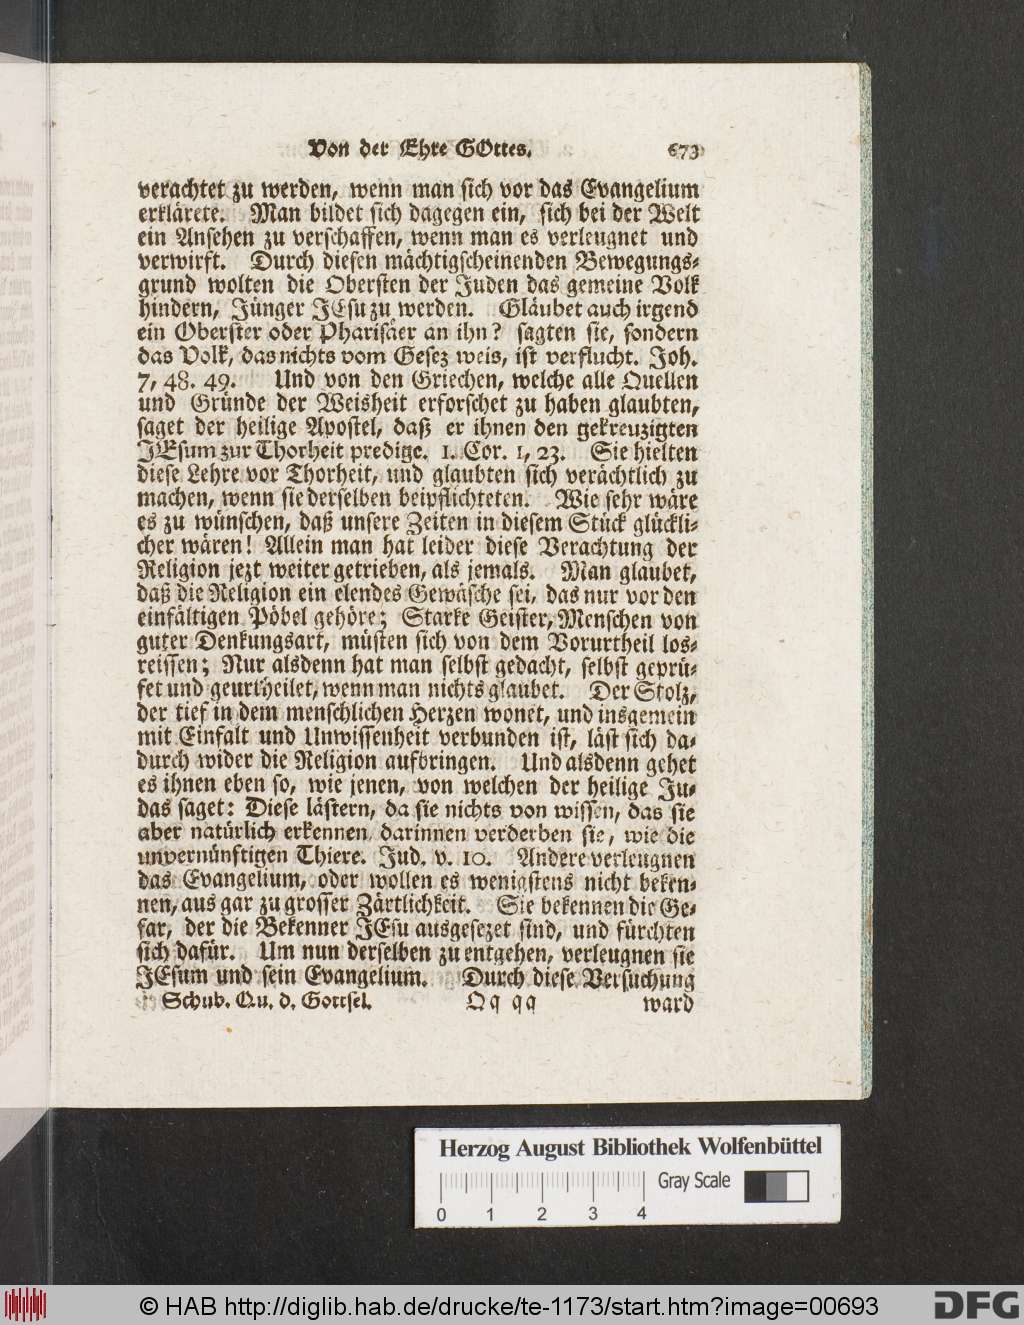 Von der Ehre GOttes. 673
verachtet zu werden, wenn man sich vor das Evangelium
erklärete. Man bildet sich dagegen ein, sich bei der Welt
ein Ansehen zu verschaffen, wenn man es verleugnet und
verwirft. Durch diesen mächtigscheinenden Bewegungs-
grund wolten die Obersten der Juden das gemeine Volk
hindern, Jünger JEsu zu werden. Gläubet auch irgend
ein Oberster oder Pharisäer an ihn? sagten sie, sondern
das Volk, das nichts vom Gesez weis, ist verflucht. Joh.
7, 48. 49. Und von den Griechen, welche alle Quellen
und Gründe der Weisheit erforschet zu haben glaubten,
saget der heilige Apostel, daß er ihnen den gekreuzigten
JEsum zur Thorheit predige. 1. Cor. 1, 23. Sie hielten
diese Lehre vor Thorheit, und glaubten sich verächtlich zu
machen, wenn sie derselben beipflichteten. Wie sehr wäre
es zu wünschen, daß unsere Zeiten in diesem Stück glückli-
cher wären! Allein man hat leider diese Verachtung der
Religion jezt weiter getrieben, als jemals. Man glaubet,
daß die Religion ein elendes Gewäsche sei, das nur vor den
einfältigen Pöbel gehöre; Starke Geister, Menschen von
guter Denkungsart, müsten sich von dem Vorurtheil los-
reissen; Nur alsdenn hat man selbst gedacht, selbst geprü-
fet und geurtheilet, wenn man nichts glaubet. Der Stolz,
der tief in dem menschlichen Herzen wonet, und insgemein
mit Einfalt und Unwissenheit verbunden ist, läst sich da-
durch wider die Religion aufbringen. Und alsdenn gehet
es ihnen eben so, wie jenen, von welchen der heilige Ju-
das saget: Diese lästern, da sie nichts von wissen, das sie
aber natürlich erkennen, darinnen verderben sie, wie die
unvernünftigen Thiere. Jud. v. 10. Andere verleugnen
das Evangelium, oder wollen es wenigstens nicht beken-
nen, aus gar zu grosser Zärtlichkeit. Sie bekennen die Ge-
far, der die Bekenner JEsu ausgesezet sind, und fürchten
sich dafür. Um nun derselben zu entgehen, verleugnen sie
JEsum und sein Evangelium. Durch diese Versuchung
Schub. Qu. d. Gottsel. Qq qq ward
Herzog August Bibliothek Wolfenbüttel
Gray Scale
0 1 2 3 4
© HAB http://diglib.hab.de/drucke/te-1173/start.htm?image=00693
DFG